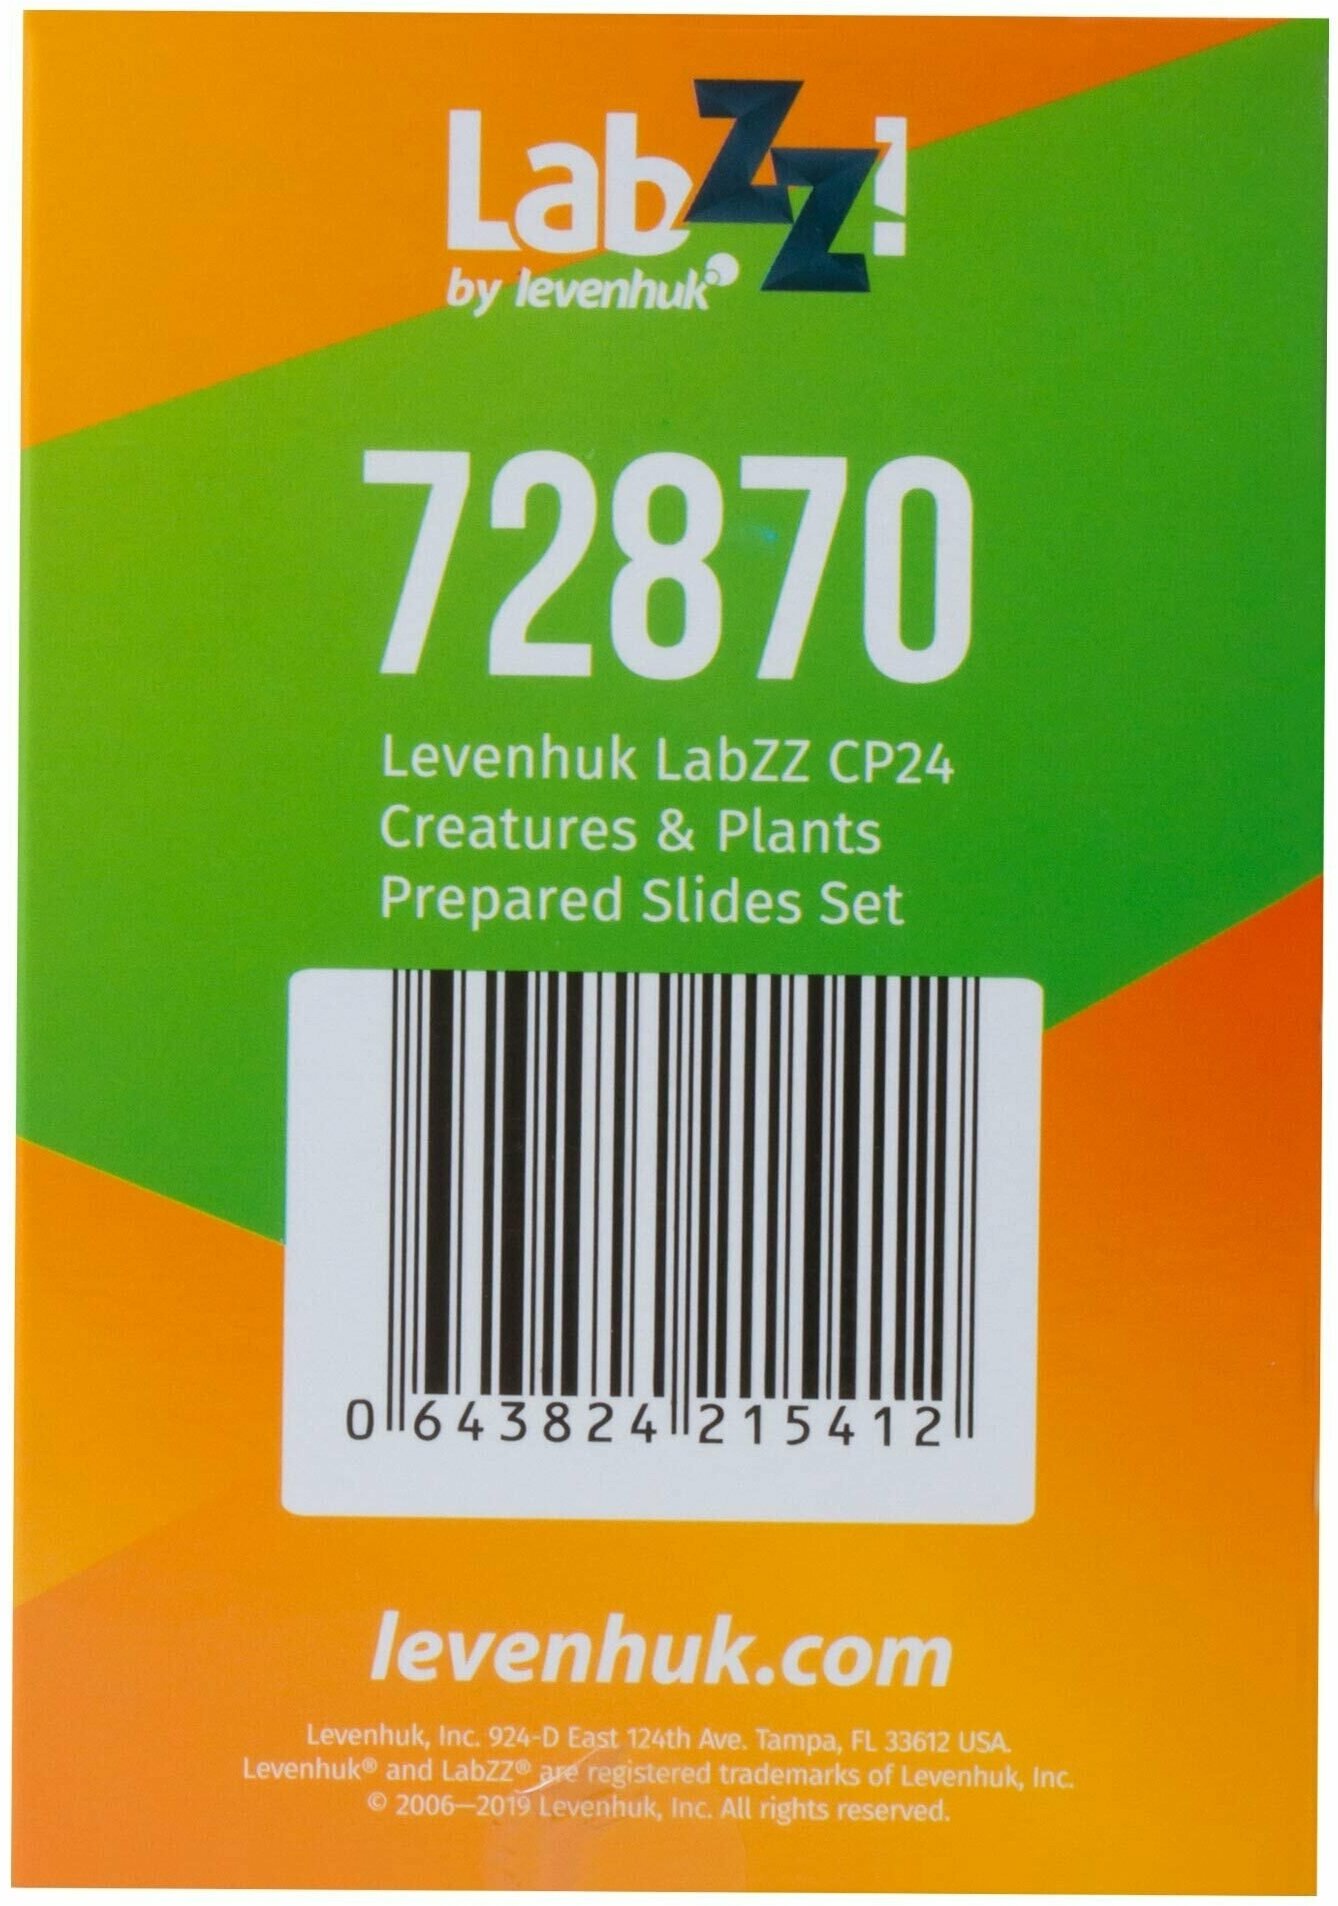 LabZZ!
by levenhuk
72870
Levenhuk LabZZ CP24
Creatures & Plants
Prepared Slides Set
0 643824 215412
levenhuk.com
Levenhuk, Inc. 924-D East 124th Ave. Tampa, FL 33612 USA.
Levenhuk® and LabZZ® are registered trademarks of Levenhuk, Inc.
© 2006—2019 Levenhuk, Inc. All rights reserved.